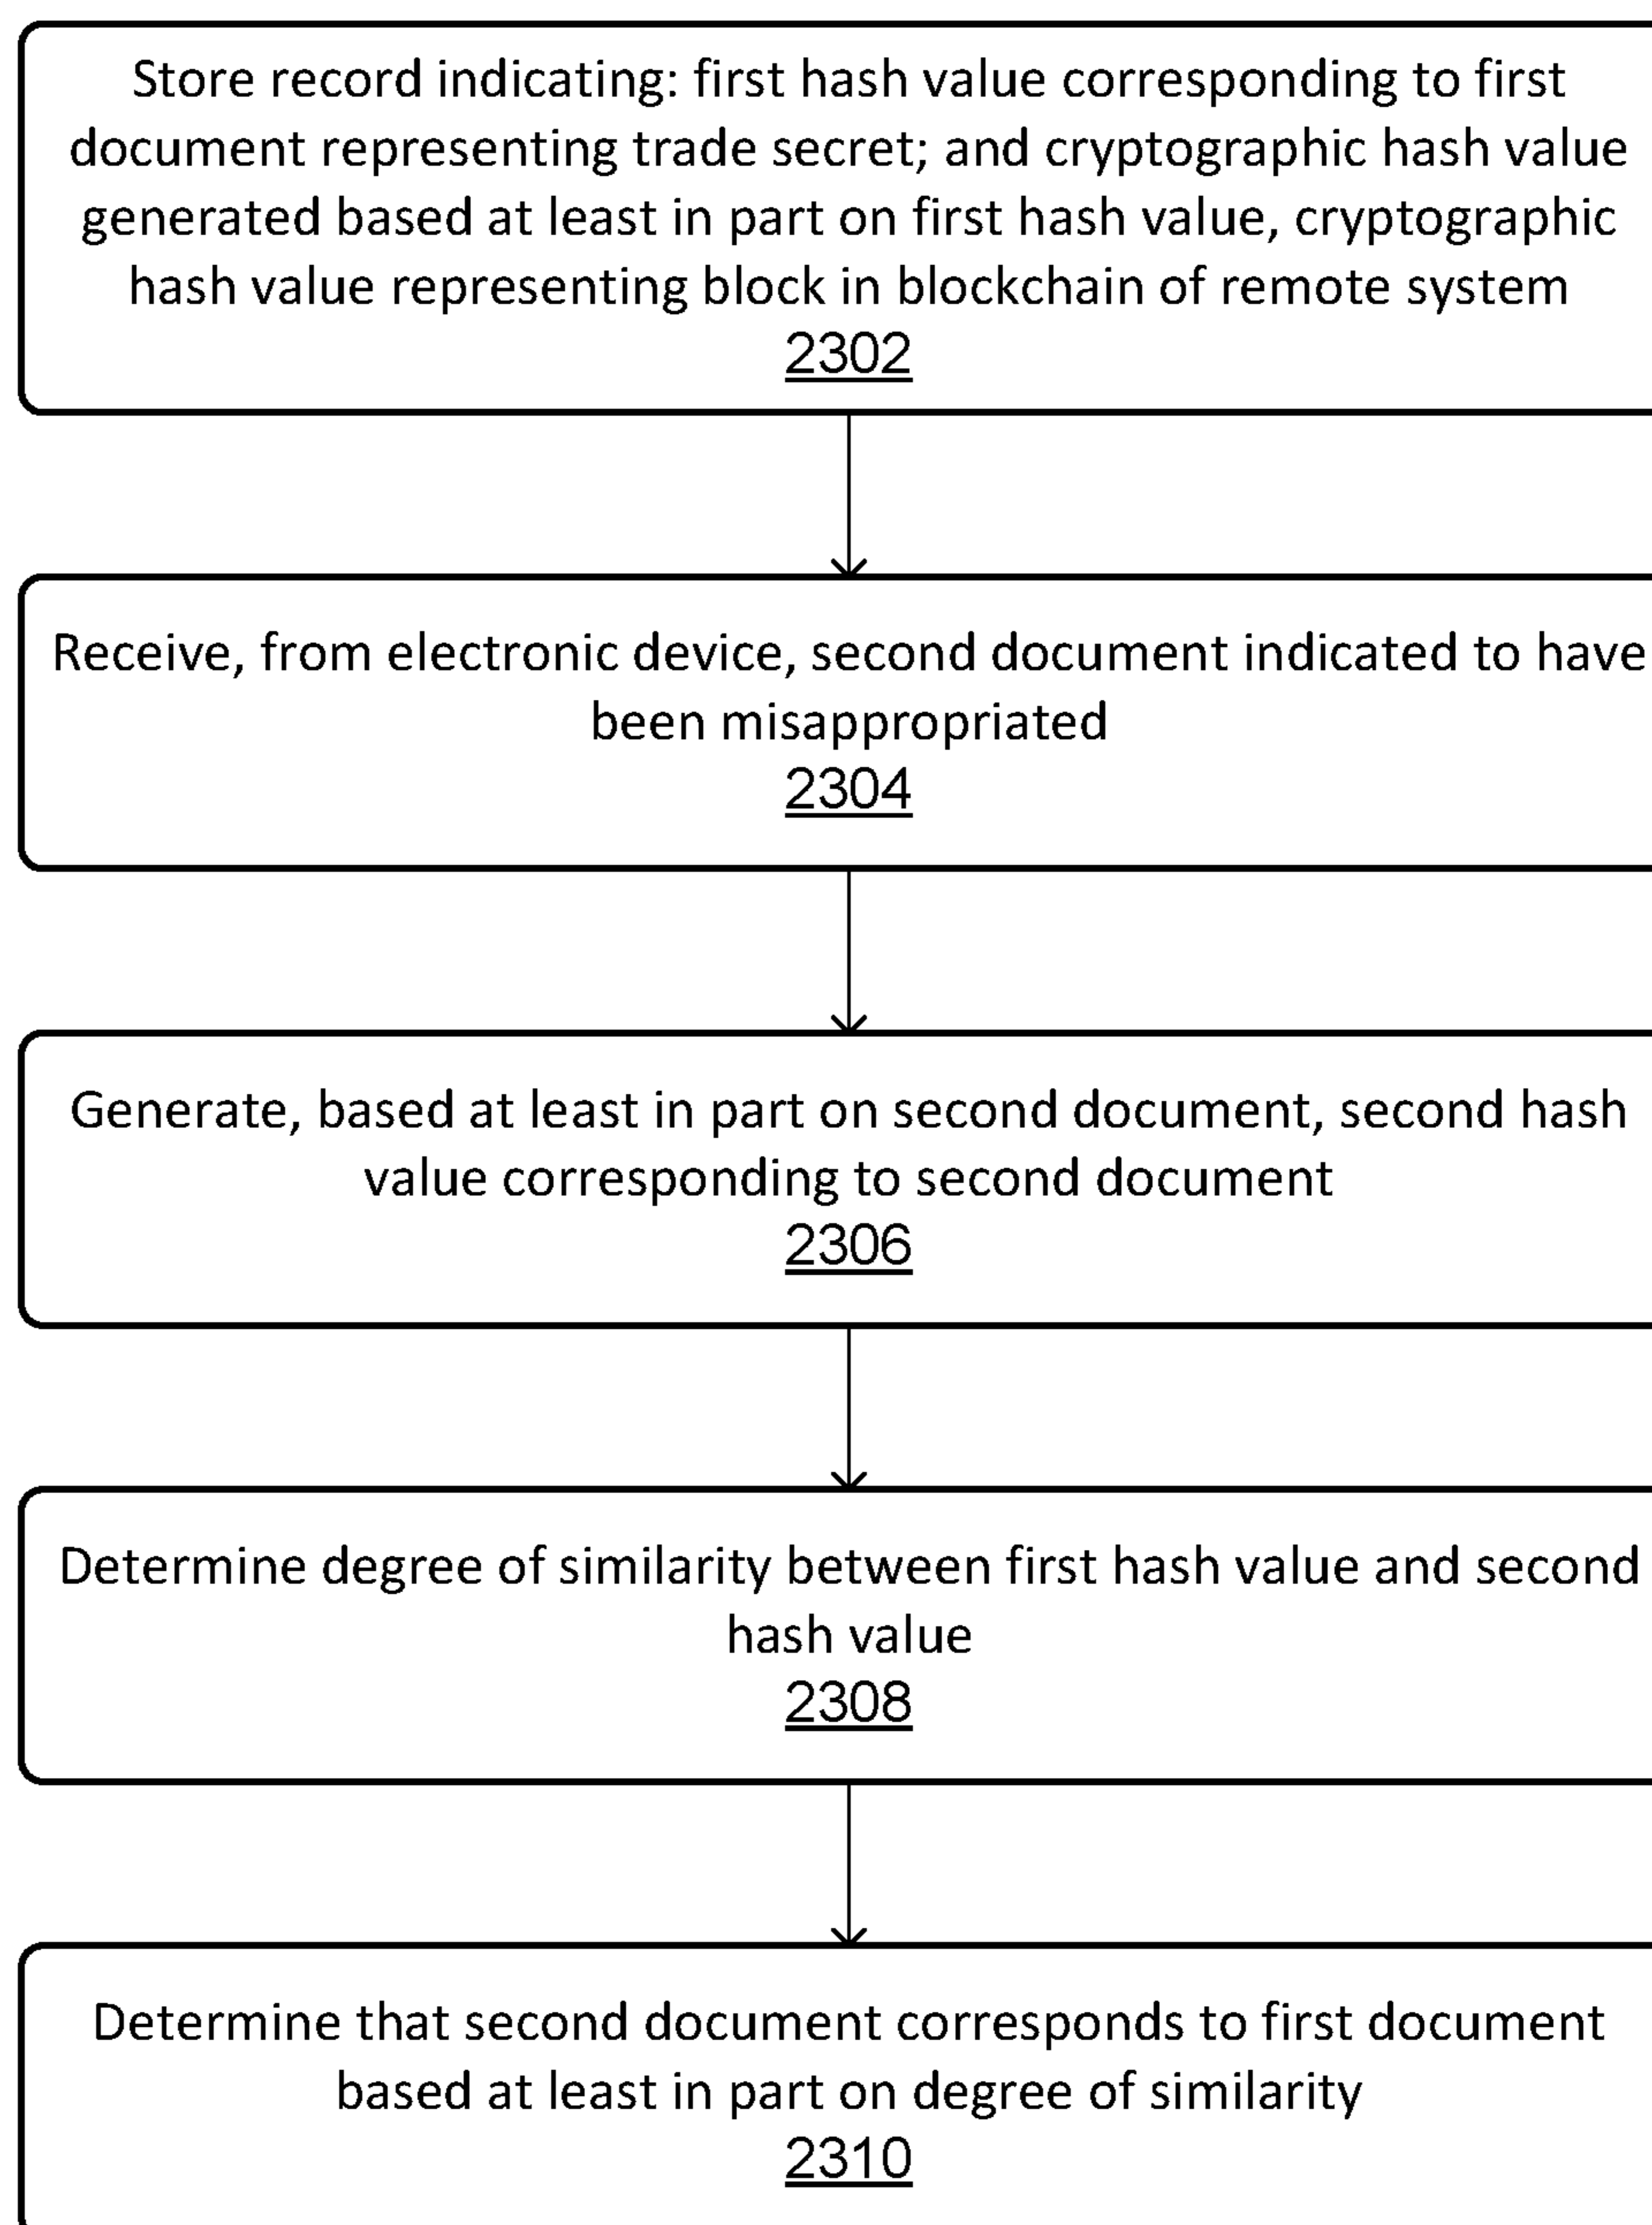 Store record indicating: first hash value corresponding to first
document representing trade secret; and cryptographic hash value
generated based at least in part on first hash value, cryptographic
hash value representing block in blockchain of remote system
2302
Receive, from electronic device, second document indicated to have
been misappropriated
2304
Generate, based at least in part on second document, second hash
value corresponding to second document
2306
Determine degree of similarity between first hash value and second
hash value
2308
Determine that second document corresponds to first document
based at least in part on degree of similarity
2310